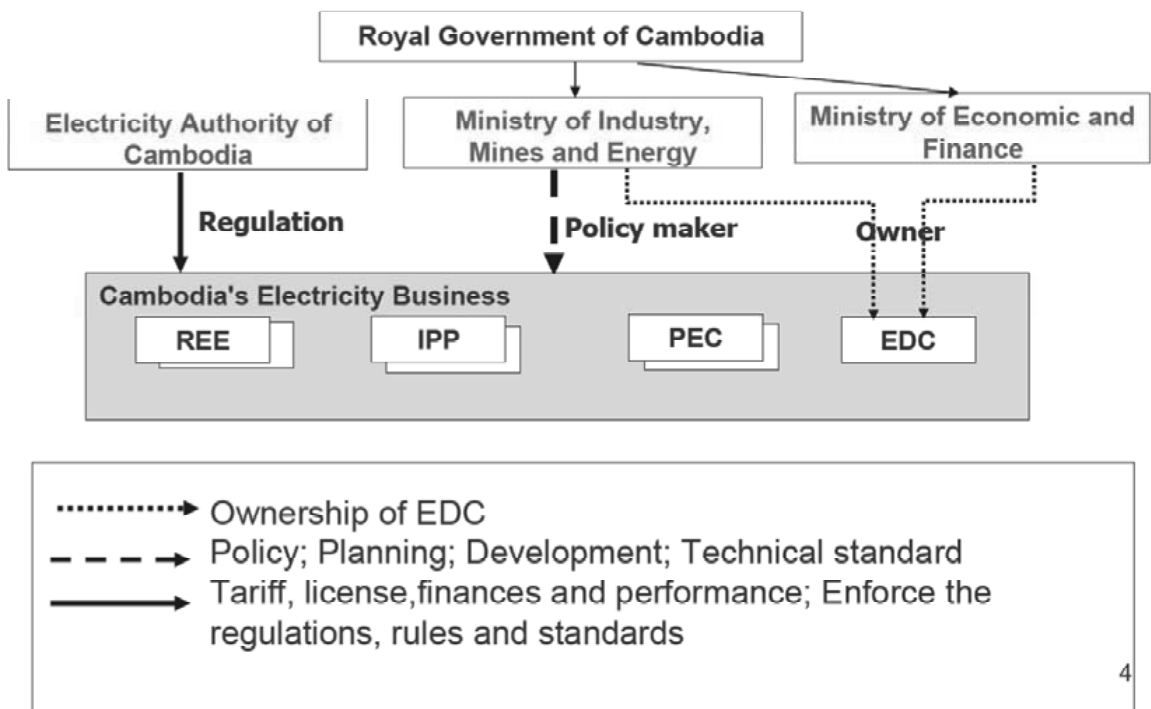 Royal Government of Cambodia
Electricity Authority of
Cambodia
Ministry of Industry,
Mines and Energy
Ministry of Economic and
Finance
Regulation
Policy maker
Owner
Cambodia's Electricity Business
REE
IPP
PEC
EDC
Ownership of EDC
Policy; Planning; Development; Technical standard
Tariff, license,finances and performance; Enforce the
regulations, rules and standards
4